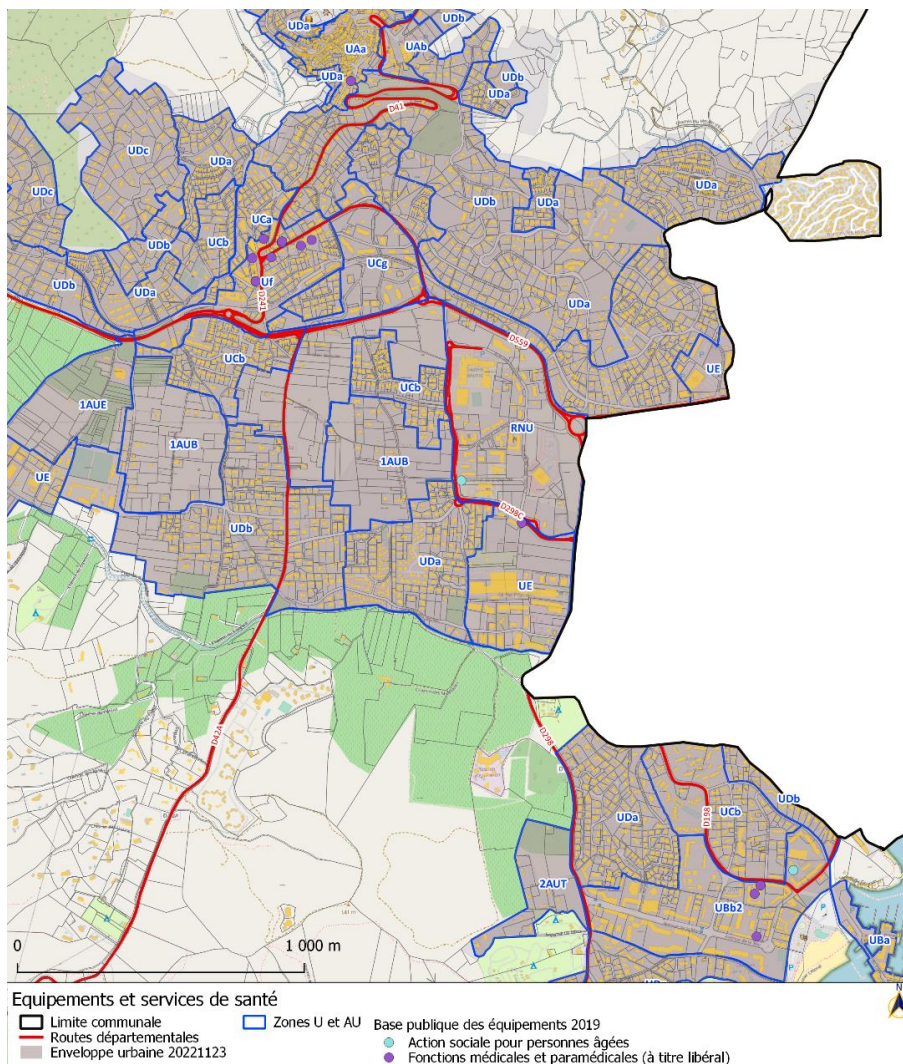 UDa
UDb
UAa
UAb
UDa
UDb
UDa
D41
UDc
UDc
UDa
UDb
UDa
UDa
UCa
UDb
UCb
UCg
UDb
UDa
Uf
UDa
D241
D559
UCb
UE
1AUE
UCb
RNU
1AUB
1AUB
UE
D298C
UDb
UDa
UE
D42A
D298
UDb
UCb
UDa
D198
2AUT
UBb2
UBa
0
1 000 m
N
Equipements et services de santé
Limite communale
Zones U et AU
Base publique des équipements 2019
Routes départementales
Action sociale pour personnes âgées
Enveloppe urbaine 20221123
Fonctions médicales et paramédicales (à titre libéral)